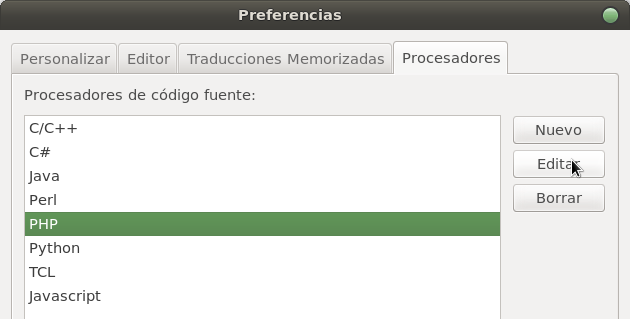 Preferencias
Personalizar Editor Traducciones Memorizadas Procesadores
Procesadores de código fuente:
C/C++
C#
Java
Perl
PHP
Python
TCL
Javascript
Nuevo
Editar
Borrar